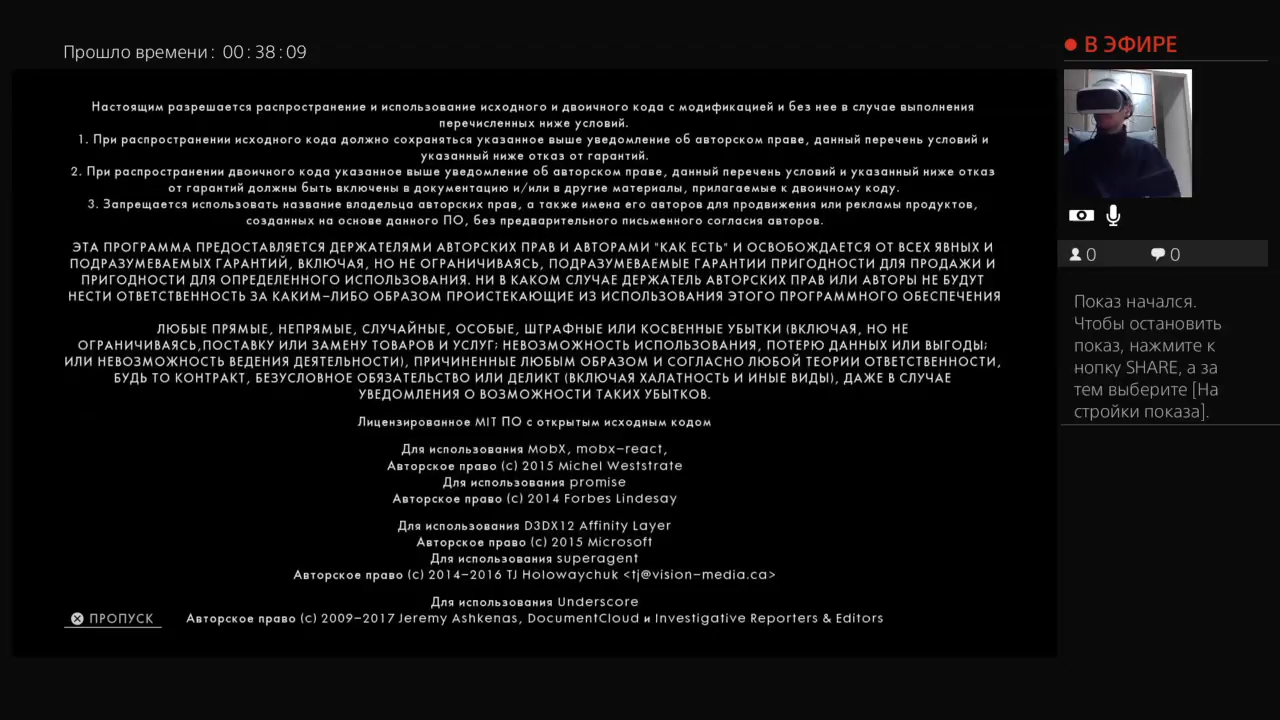 Прошло времени: 00:38:09
В ЭФИРЕ
Настоящим разрешается распространение и использование исходного и двоичного кода с модификацией и без нее в случае выполнения
перечисленных ниже условий.
1. При распространении исходного кода должно сохраняться указанное выше уведомление об авторском праве, данный перечень условий и
указанный ниже отказ от гарантий.
2. При распространении двоичного кода указанное выше уведомление об авторском праве, данный перечень условий и указанный ниже отказ
от гарантий должны быть включены в документацию и/или в другие материалы, прилагаемые к двоичному коду.
3. Запрещается использовать название владельца авторских прав, а также имена его авторов для продвижения или рекламы продуктов,
созданных на основе данного ПО, без предварительного письменного согласия авторов.
ЭТА ПРОГРАММА ПРЕДОСТАВЛЯЕТСЯ ДЕРЖАТЕЛЯМИ АВТОРСКИХ ПРАВ И АВТОРАМИ "КАК ЕСТЬ" И ОСВОБОЖДАЕТСЯ ОТ ВСЕХ ЯВНЫХ И
ПОДРАЗУМЕВАЕМЫХ ГАРАНТИЙ, ВКЛЮЧАЯ, НО НЕ ОГРАНИЧИВАЯСЬ, ПОДРАЗУМЕВАЕМЫЕ ГАРАНТИИ ПРИГОДНОСТИ ДЛЯ ПРОДАЖИ И
ПРИГОДНОСТИ ДЛЯ ОПРЕДЕЛЕННОГО ИСПОЛЬЗОВАНИЯ. НИ В КАКОМ СЛУЧАЕ ДЕРЖАТЕЛЬ АВТОРСКИХ ПРАВ ИЛИ АВТОРЫ НЕ БУДУТ
НЕСТИ ОТВЕТСТВЕННОСТЬ ЗА КАКИМ-ЛИБО ОБРАЗОМ ПРОИСТЕКАЮЩИЕ ИЗ ИСПОЛЬЗОВАНИЯ ЭТОГО ПРОГРАММНОГО ОБЕСПЕЧЕНИЯ
ЛЮБЫЕ ПРЯМЫЕ, НЕПРЯМЫЕ, СЛУЧАЙНЫЕ, ОСОБЫЕ, ШТРАФНЫЕ ИЛИ КОСВЕННЫЕ УБЫТКИ (ВКЛЮЧАЯ, НО НЕ
ОГРАНИЧИВАЯСЬ,ПОСТАВКУ ИЛИ ЗАМЕНУ ТОВАРОВ И УСЛУГ; НЕВОЗМОЖНОСТЬ ИСПОЛЬЗОВАНИЯ, ПОТЕРЮ ДАННЫХ ИЛИ ВЫГОДЫ;
ИЛИ НЕВОЗМОЖНОСТЬ ВЕДЕНИЯ ДЕЯТЕЛЬНОСТИ), ПРИЧИНЕННЫЕ ЛЮБЫМ ОБРАЗОМ И СОГЛАСНО ЛЮБОЙ ТЕОРИИ ОТВЕТСТВЕННОСТИ,
БУДЬ ТО КОНТРАКТ, БЕЗУСЛОВНОЕ ОБЯЗАТЕЛЬСТВО ИЛИ ДЕЛИКТ (ВКЛЮЧАЯ ХАЛАТНОСТЬ И ИНЫЕ ВИДЫ), ДАЖЕ В СЛУЧАЕ
УВЕДОМЛЕНИЯ О ВОЗМОЖНОСТИ ТАКИХ УБЫТКОВ.
Лицензированное MIT ПО с открытым исходным кодом
Для использования MobX, mobx-react,
Авторское право (c) 2015 Michel Weststrate
Для использования promise
Авторское право (c) 2014 Forbes Lindesay
Для использования D3DX12 Affinity Layer
Авторское право (c) 2015 Microsoft
Для использования superagent
Авторское право (c) 2014-2016 TJ Holowaychuk <tj@vision-media.ca>
Для использования Underscore
Авторское право (c) 2009-2017 Jeremy Ashkenas, DocumentCloud и Investigative Reporters & Editors
ПРОПУСК
0 0
Показ начался.
Чтобы остановить
показ, нажмите к
нопку SHARE, а за
тем выберите [На
стройки показа].